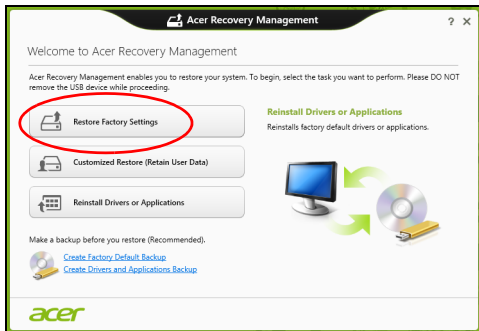 Acer Recovery Management
? ×
Welcome to Acer Recovery Management
Acer Recovery Management enables you to restore your system. To begin, select the task you want to perform. Please DO NOT
remove the USB device while proceeding.
Restore Factory Settings
Customized Restore (Retain User Data)
Reinstall Drivers or Applications
Reinstall Drivers or Applications
Reinstalls factory default drivers or applications.
Make a backup before you restore (Recommended).
Create Factory Default Backup
Create Drivers and Applications Backup
acer